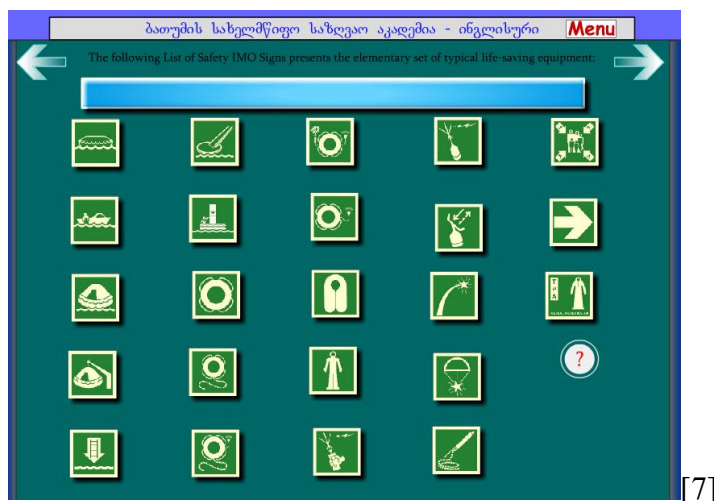 ბათუმის სახელმწიფო საზღვაო აკადემია - ინგლისური Menu
The following List of Safety IMO Signs presents the elementary set of typical life-saving equipment:
T P A
?
[7]